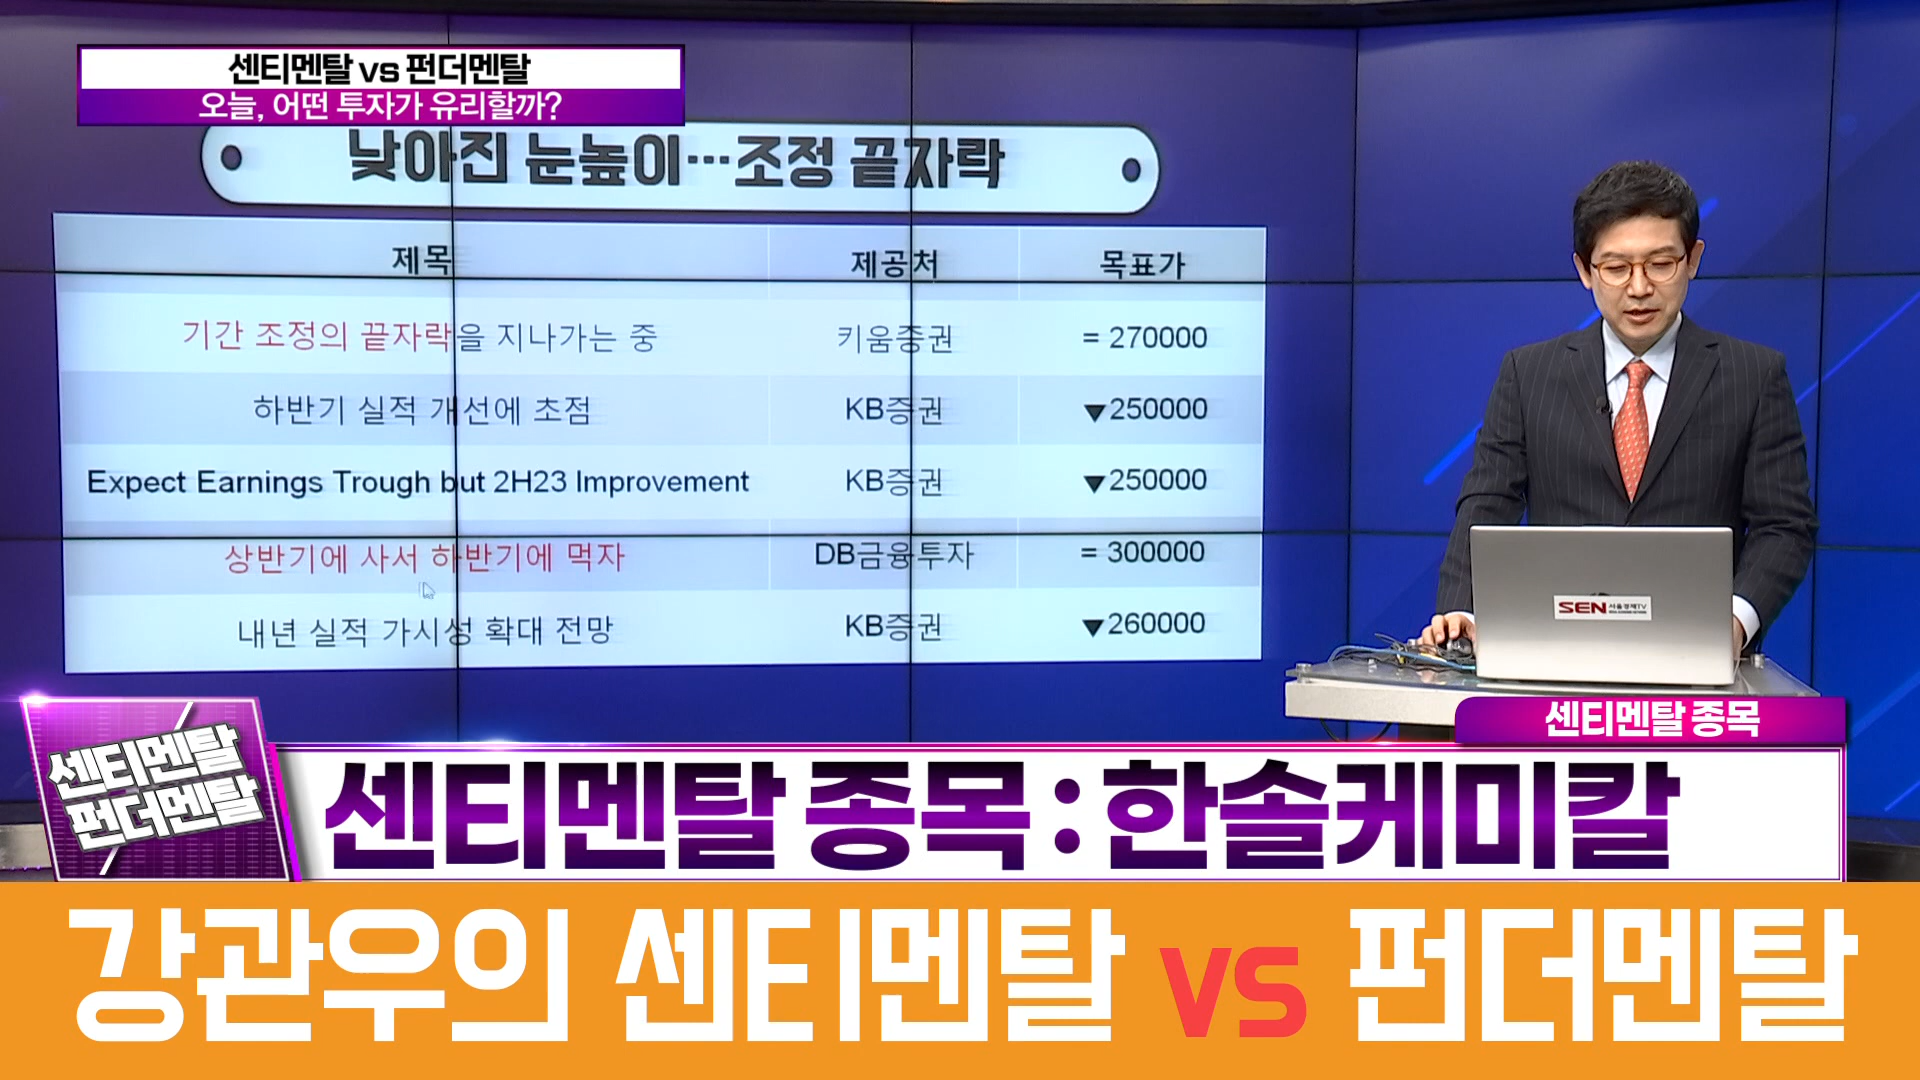 센티멘탈 vs 펀더멘탈
오늘, 어떤 투자가 유리할까?
낮아진 눈높이…조정 끝자락
제목 제공처 목표가
기간 조정의 끝자락을 지나가는 중 키움증권 = 270000
하반기 실적 개선에 초점 KB증권 ▼250000
Expect Earnings Trough but 2H23 Improvement KB증권 ▼250000
상반기에 사서 하반기에 먹자 DB금융투자 = 300000
내년 실적 가시성 확대 전망 KB증권 ▼260000
SEN 서울경제TV
센티멘탈 종목
센티멘탈
펀더멘탈
센티멘탈 종목 : 한솔케미칼
강관우의 센티멘탈 vs 펀더멘탈